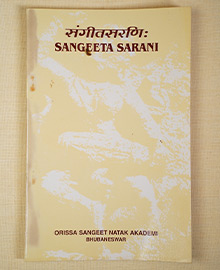 संगीतसरणिः
SANGEETA SARANI
ORISSA SANGEET NATAK AKADEMI
BHUBANESWAR